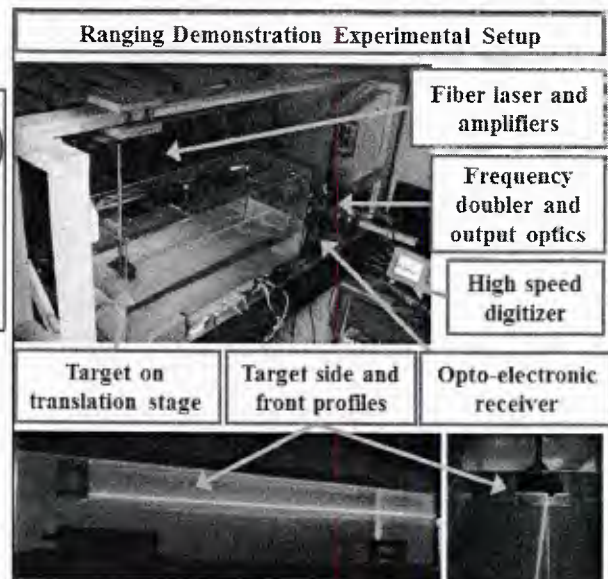 Ranging Demonstration Experimental Setup
Fiber laser and
amplifiers
Frequency
doubler and
output optics
High speed
digitizer
Target on
translation stage
Target side and
front profiles
Opto-electronic
receiver